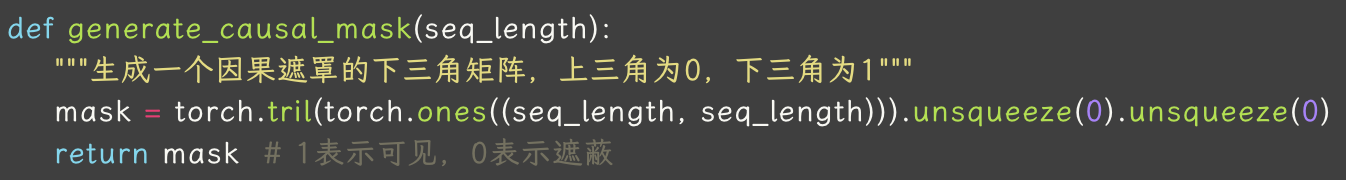 def generate_causal_mask(seq_length):
    """生成一个因果遮罩的下三角矩阵，上三角为0，下三角为1"""
    mask = torch.tril(torch.ones((seq_length, seq_length))).unsqueeze(0).unsqueeze(0)
    return mask  # 1表示可见，0表示遮蔽